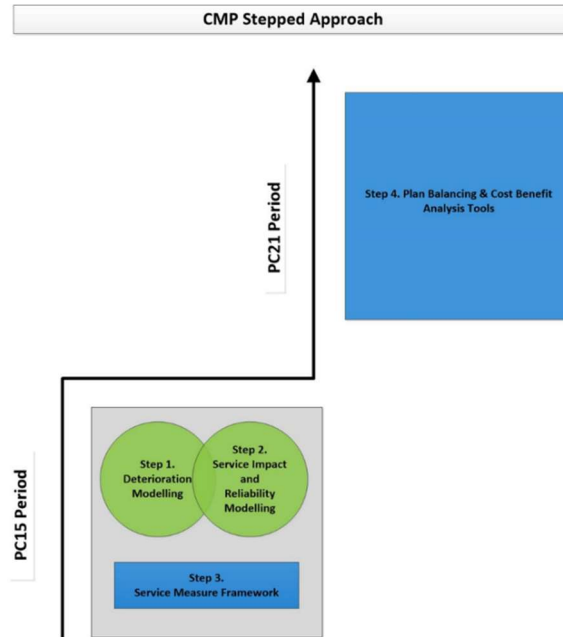 CMP Stepped Approach
PC21 Period
Step 4. Plan Balancing & Cost Benefit
Analysis Tools
PC15 Period
Step 1.
Deterioration
Modelling
Step 2.
Service Impact
and
Reliability
Modelling
Step 3.
Service Measure Framework